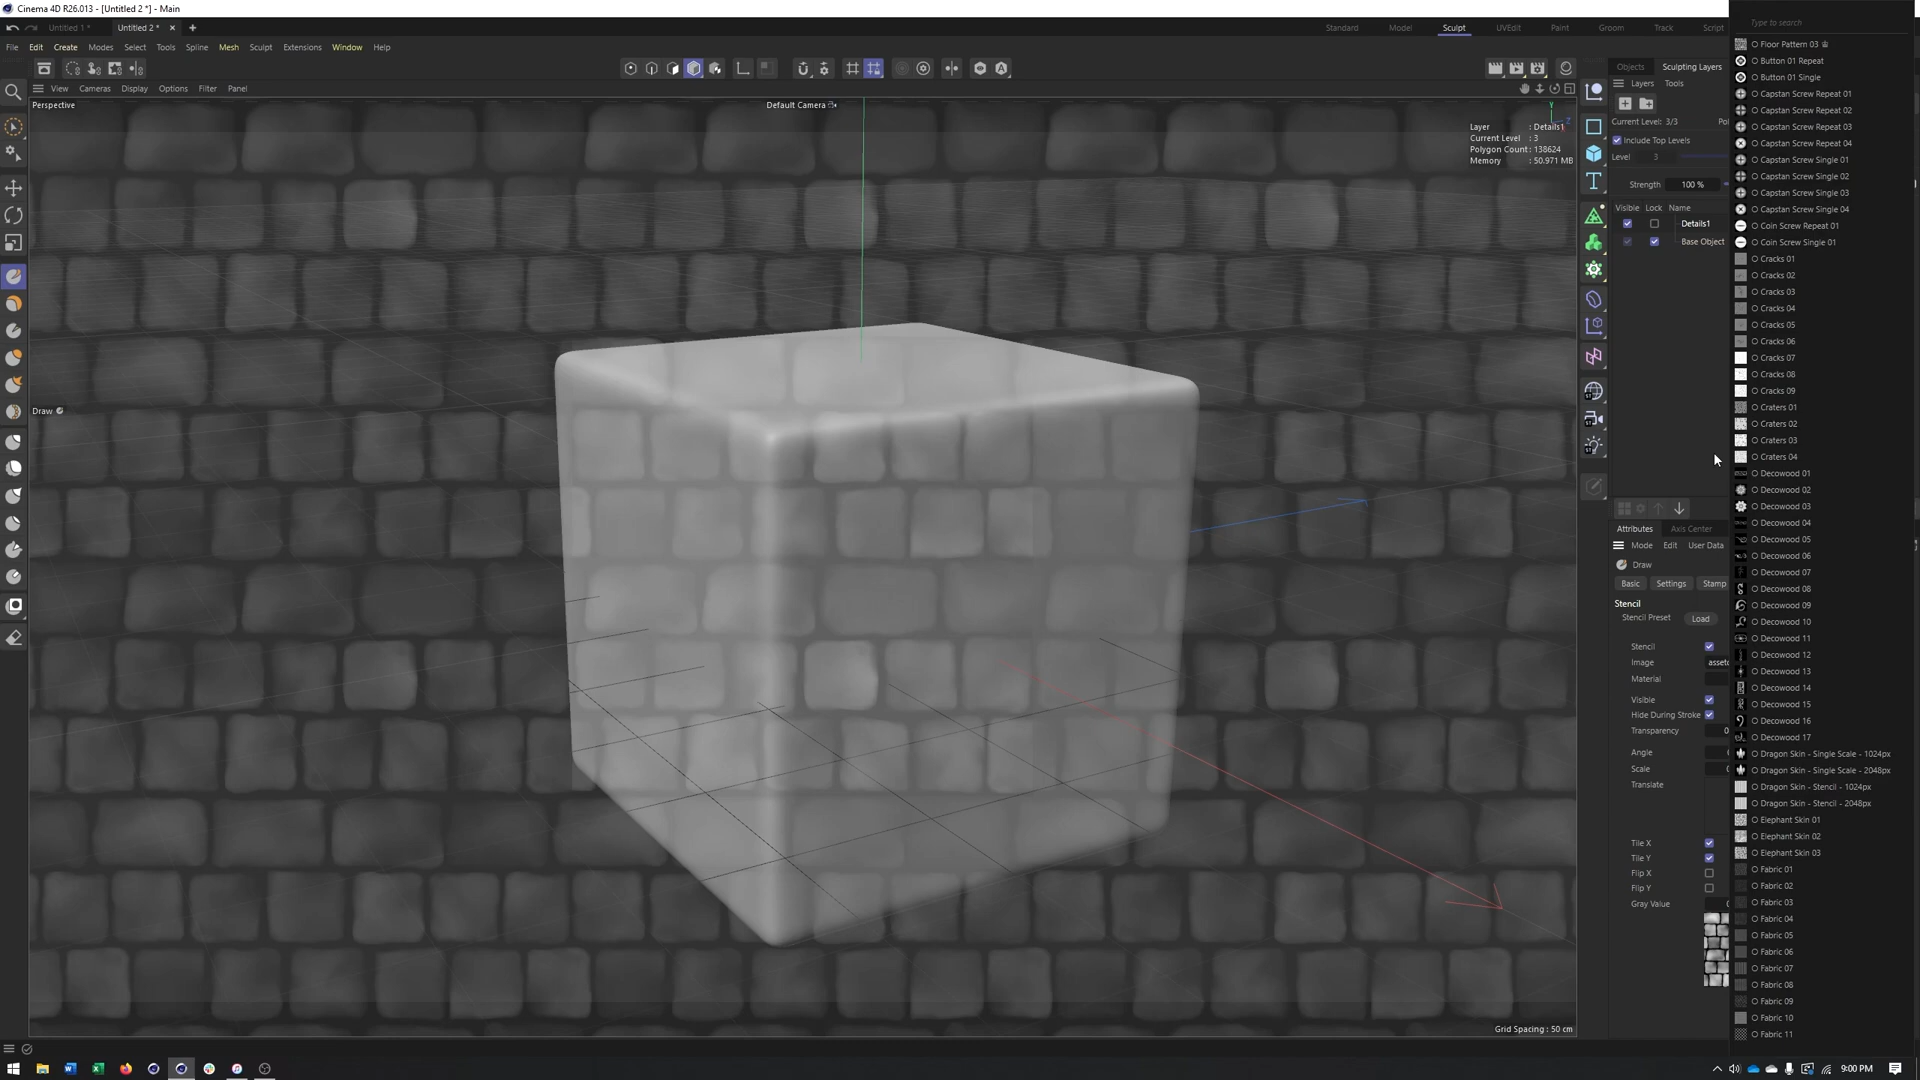 Cinema 4D R26.013 - [Untitled 2 *] - Main
Untitled 1 *
Untitled 2 *
Standard
Model
Sculpt
UVEdit
Paint
Groom
Track
Script
File
Edit
Create
Modes
Select
Tools
Spline
Mesh
Sculpt
Extensions
Window
Help
View
Cameras
Display
Options
Filter
Panel
Perspective
Default Camera
Layer : Details1
Current Level : 3
Polygon Count : 138624
Memory : 50.971 MB
Draw
Grid Spacing : 50 cm
Objects
Sculpting Layers
Layers
Tools
Current Level: 3/3
Include Top Levels
Level 3
Strength 100 %
Visible Lock Name
Details1
Base Object
Attributes
Axis Center
Mode
Edit
User Data
Draw
Basic
Settings
Stamp
Stencil
Stencil Preset
Load
Stencil
Image
Material
Visible
Hide During Stroke
Transparency
Angle
Scale
Translate
Tile X
Tile Y
Flip X
Flip Y
Gray Value
Type to search
Floor Pattern 03
Button 01 Repeat
Button 01 Single
Capstan Screw Repeat 01
Capstan Screw Repeat 02
Capstan Screw Repeat 03
Capstan Screw Repeat 04
Capstan Screw Single 01
Capstan Screw Single 02
Capstan Screw Single 03
Capstan Screw Single 04
Coin Screw Repeat 01
Coin Screw Single 01
Cracks 01
Cracks 02
Cracks 03
Cracks 04
Cracks 05
Cracks 06
Cracks 07
Cracks 08
Cracks 09
Craters 01
Craters 02
Craters 03
Craters 04
Decowood 01
Decowood 02
Decowood 03
Decowood 04
Decowood 05
Decowood 06
Decowood 07
Decowood 08
Decowood 09
Decowood 10
Decowood 11
Decowood 12
Decowood 13
Decowood 14
Decowood 15
Decowood 16
Decowood 17
Dragon Skin - Single Scale - 1024px
Dragon Skin - Single Scale - 2048px
Dragon Skin - Stencil - 1024px
Dragon Skin - Stencil - 2048px
Elephant Skin 01
Elephant Skin 02
Elephant Skin 03
Fabric 01
Fabric 02
Fabric 03
Fabric 04
Fabric 05
Fabric 06
Fabric 07
Fabric 08
Fabric 09
Fabric 10
Fabric 11
9:00 PM